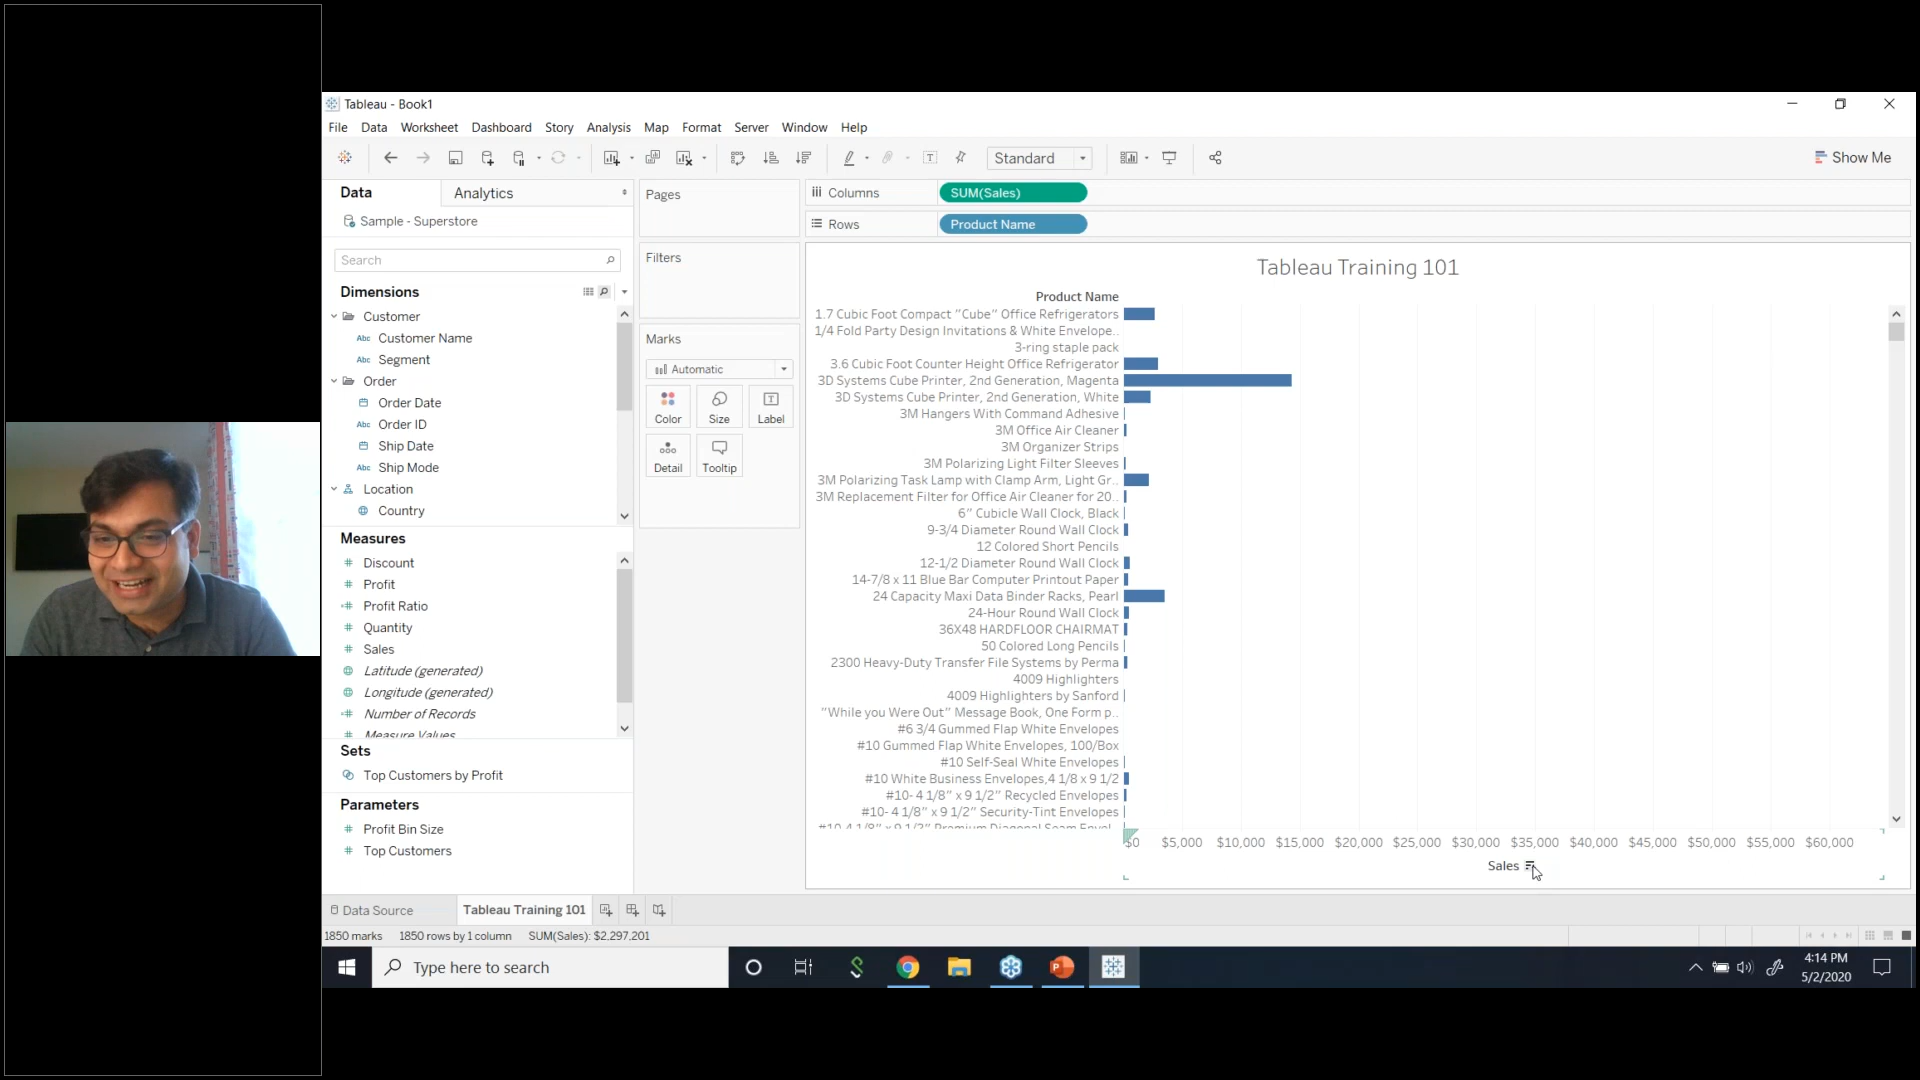 Tableau - Book1
File Data Worksheet Dashboard Story Analysis Map Format Server Window Help
Standard
Show Me
Data
Analytics
Sample - Superstore
Search
Dimensions
Customer
Abc Customer Name
Abc Segment
Order
Order Date
Abc Order ID
Ship Date
Abc Ship Mode
Location
Country
Measures
Discount
Profit
Profit Ratio
Quantity
Sales
Latitude (generated)
Longitude (generated)
Number of Records
Measure Values
Sets
Top Customers by Profit
Parameters
Profit Bin Size
Top Customers
Pages
Filters
Marks
Automatic
Color
Size
Label
Detail
Tooltip
Columns
SUM(Sales)
Rows
Product Name
Tableau Training 101
Product Name
1.7 Cubic Foot Compact "Cube" Office Refrigerators
1/4 Fold Party Design Invitations & White Envelope..
3-ring staple pack
3.6 Cubic Foot Counter Height Office Refrigerator
3D Systems Cube Printer, 2nd Generation, Magenta
3D Systems Cube Printer, 2nd Generation, White
3M Hangers With Command Adhesive
3M Office Air Cleaner
3M Organizer Strips
3M Polarizing Light Filter Sleeves
3M Polarizing Task Lamp with Clamp Arm, Light Gr..
3M Replacement Filter for Office Air Cleaner for 20..
6" Cubicle Wall Clock, Black
9-3/4 Diameter Round Wall Clock
12 Colored Short Pencils
12-1/2 Diameter Round Wall Clock
14-7/8 x 11 Blue Bar Computer Printout Paper
24 Capacity Maxi Data Binder Racks, Pearl
24-Hour Round Wall Clock
36X48 HARDFLOOR CHAIRMAT
50 Colored Long Pencils
2300 Heavy-Duty Transfer File Systems by Perma
4009 Highlighters
4009 Highlighters by Sanford
"While you Were Out" Message Book, One Form p..
#6 3/4 Gummed Flap White Envelopes
#10 Gummed Flap White Envelopes, 100/Box
#10 Self-Seal White Envelopes
#10 White Business Envelopes,4 1/8 x 9 1/2
#10- 4 1/8" x 9 1/2" Recycled Envelopes
#10- 4 1/8" x 9 1/2" Security-Tint Envelopes
#10-4 1/8" x 9 1/2" Premium Diagonal Seam Envel..
$0 $5,000 $10,000 $15,000 $20,000 $25,000 $30,000 $35,000 $40,000 $45,000 $50,000 $55,000 $60,000
Sales
Data Source
Tableau Training 101
1850 marks 1850 rows by 1 column SUM(Sales): $2,297,201
Type here to search
4:14 PM
5/2/2020